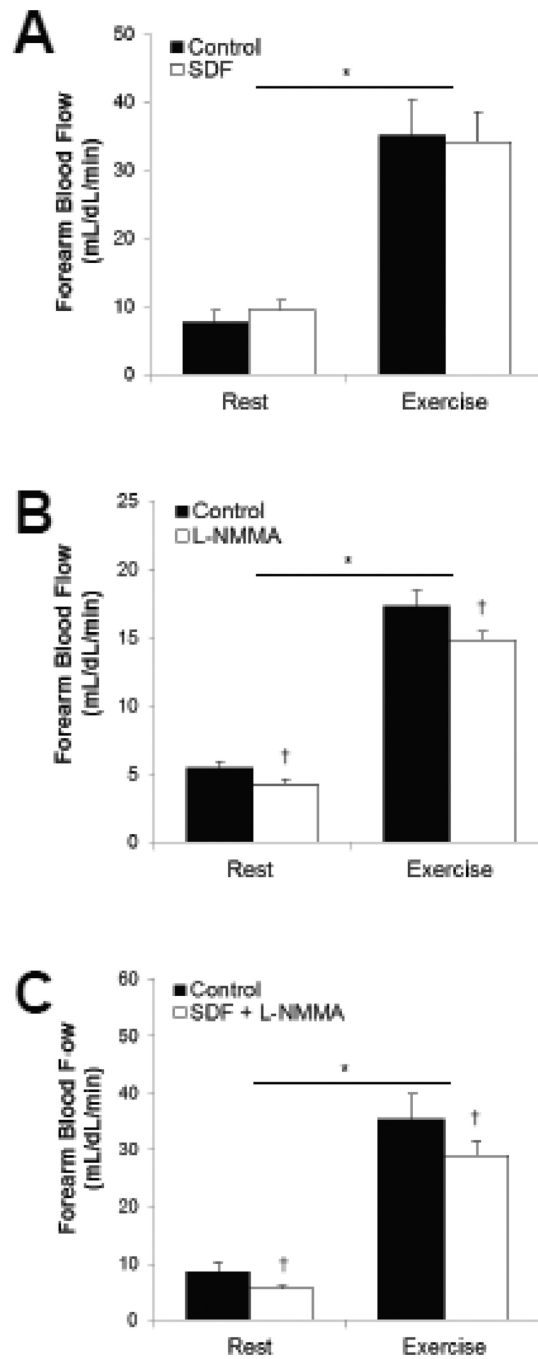 A
Forearm Blood Flow
(mL/dL/min)
50
40
30
20
10
0
Control
SDF
*
Rest
Exercise
B
Forearm Blood Flow
(mL/dL/min)
25
20
15
10
5
0
Control
L-NMMA
*
†
†
Rest
Exercise
C
Forearm Blood F·ow
(mL/dL/min)
60
50
40
30
20
10
0
Control
SDF + L-NMMA
*
†
†
Rest
Exercise